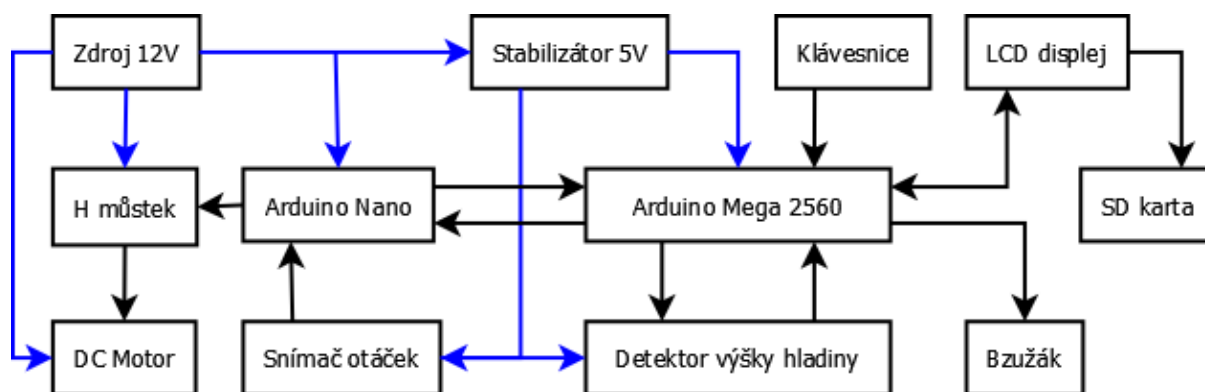 Zdroj 12V
Stabilizátor 5V
Klávesnice
LCD displej
H můstek
Arduino Nano
Arduino Mega 2560
SD karta
DC Motor
Snímač otáček
Detektor výšky hladiny
Bzužák